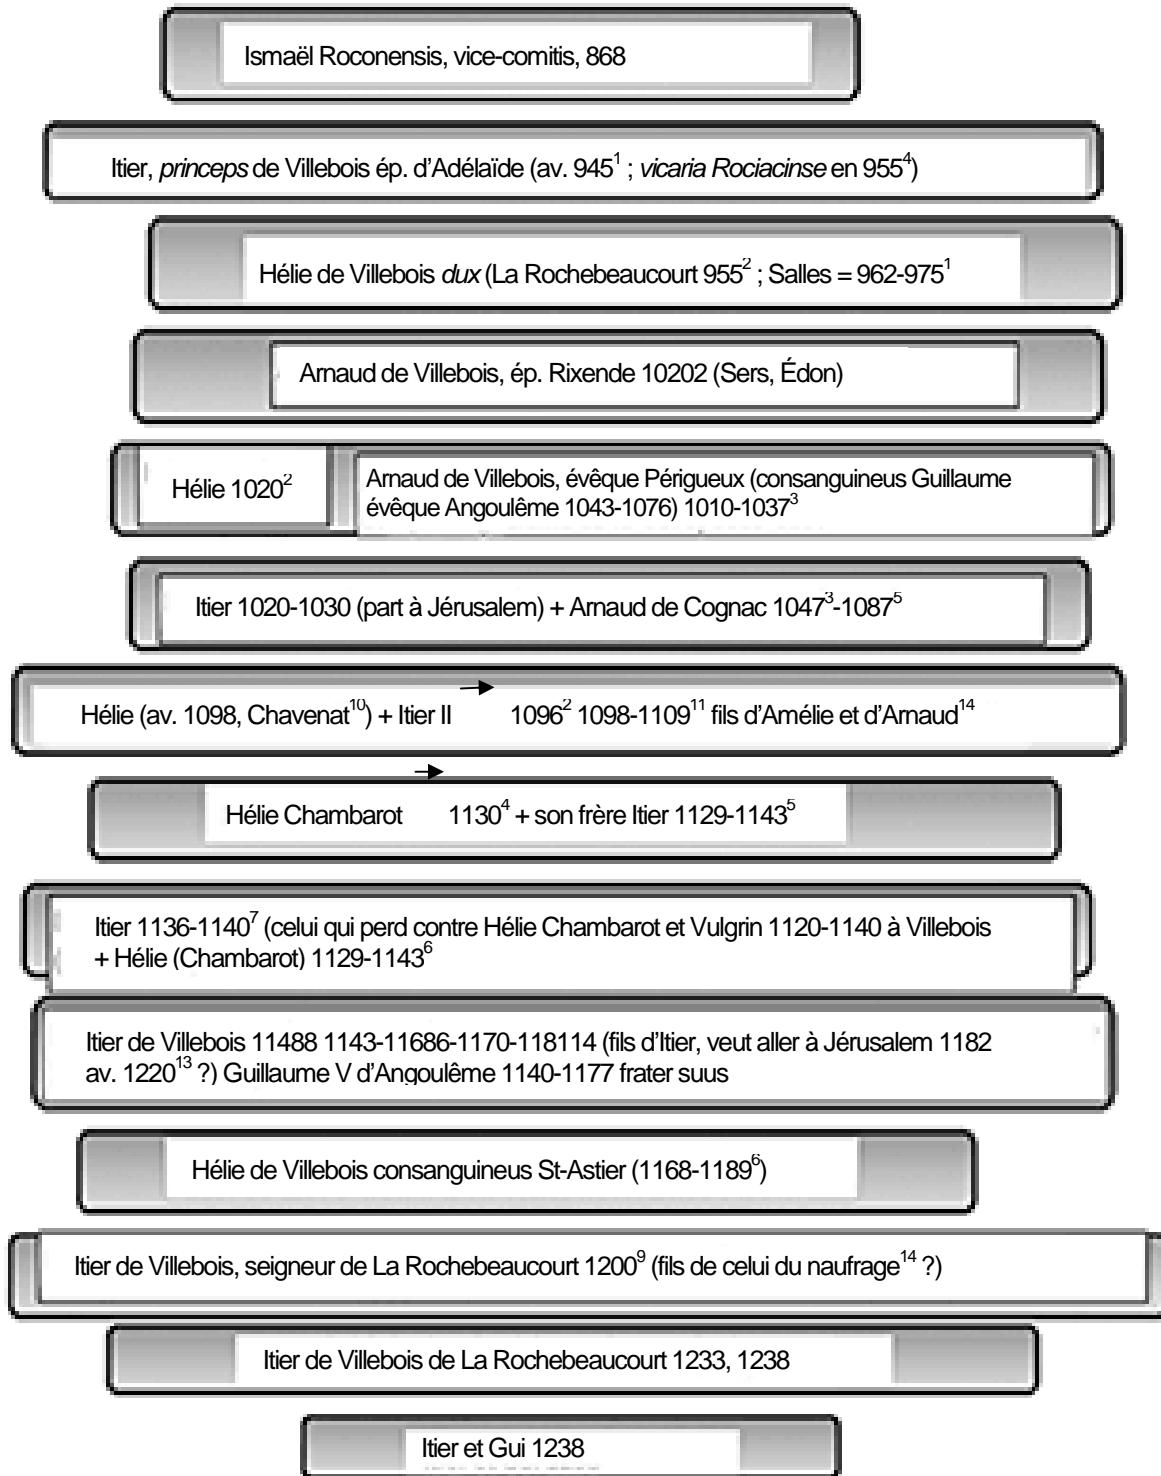 Ismaël Roconensis, vice-comitis, 868
Itier, princeps de Villebois ép. d'Adélaïde (av. 945¹ ; vicaria Rociacinse en 955⁴)
Hélie de Villebois dux (La Rochebeaucourt 955² ; Salles = 962-975¹
Arnaud de Villebois, ép. Rixende 10202 (Sers, Édon)
Hélie 1020²
Arnaud de Villebois, évêque Périgueux (consanguineus Guillaume
évêque Angoulême 1043-1076) 1010-1037³
Itier 1020-1030 (part à Jérusalem) + Arnaud de Cognac 1047³-1087⁵
Hélie (av. 1098, Chavenat¹⁰) + Itier II → 1096² 1098-1109¹¹ fils d'Amélie et d'Arnaud¹⁴
Hélie Chambarot → 1130⁴ + son frère Itier 1129-1143⁵
Itier 1136-1140⁷ (celui qui perd contre Hélie Chambarot et Vulgrin 1120-1140 à Villebois
+ Hélie (Chambarot) 1129-1143⁶
Itier de Villebois 11488 1143-11686-1170-118114 (fils d'Itier, veut aller à Jérusalem 1182
av. 1220¹³ ?) Guillaume V d'Angoulême 1140-1177 frater suus
Hélie de Villebois consanguineus St-Astier (1168-1189⁶)
Itier de Villebois, seigneur de La Rochebeaucourt 1200⁹ (fils de celui du naufrage¹⁴ ?)
Itier de Villebois de La Rochebeaucourt 1233, 1238
Itier et Gui 1238